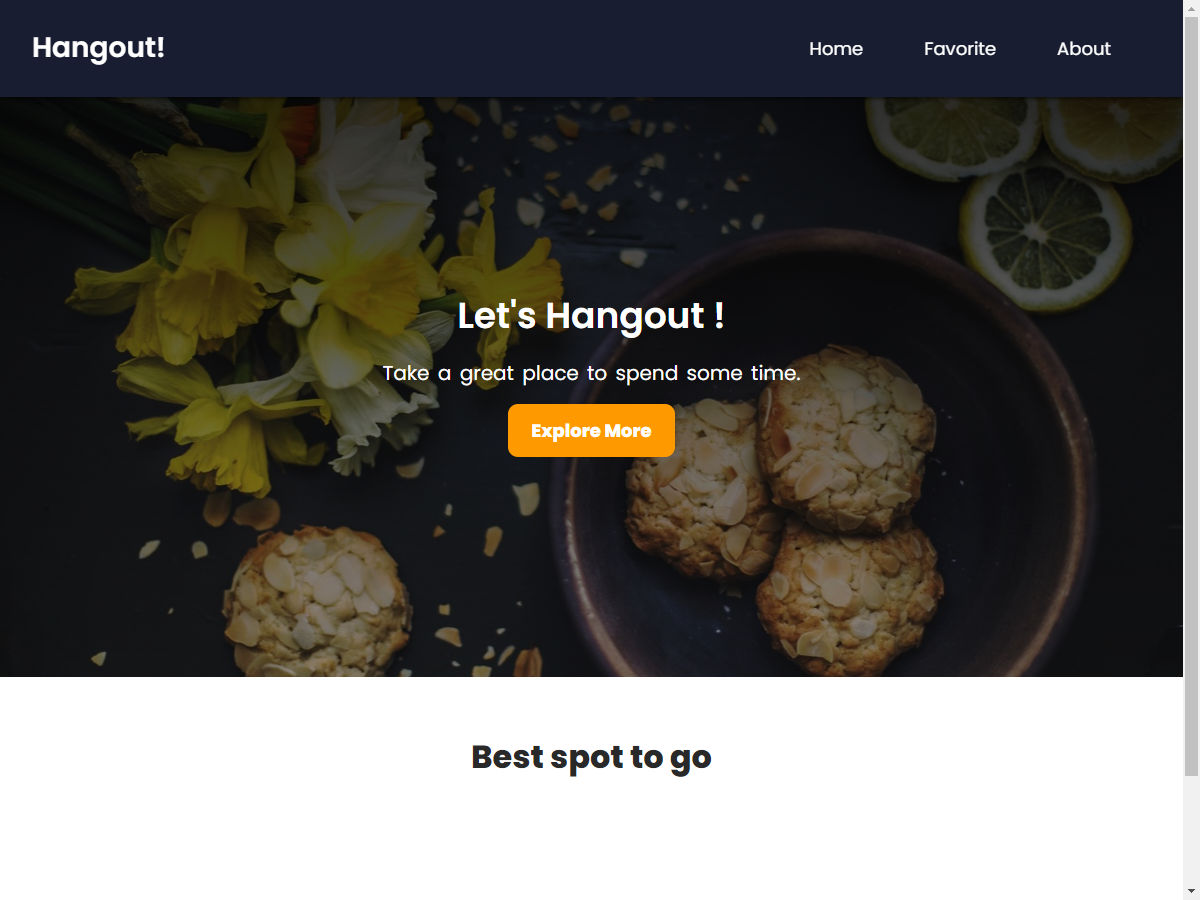 Hangout!
Home
Favorite
About
Let's Hangout !
Take a great place to spend some time.
Explore More
Best spot to go